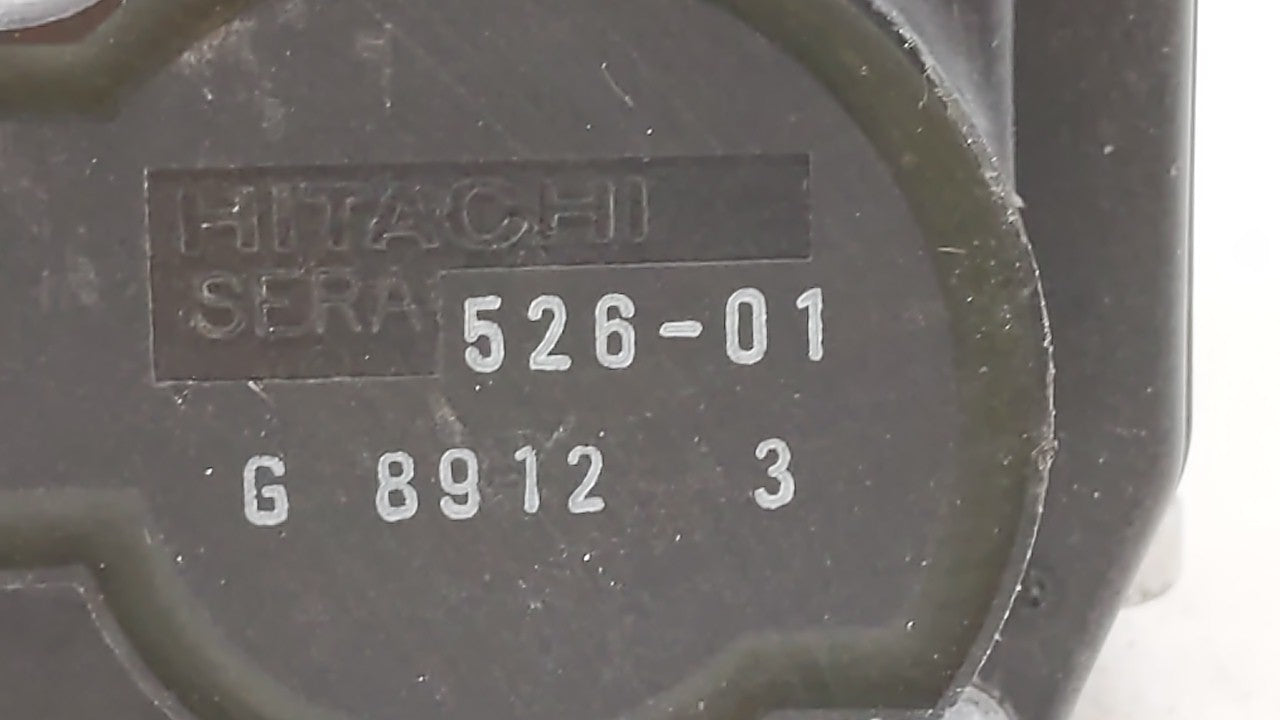 HITACHI
SERA 526-01
G 8912 3